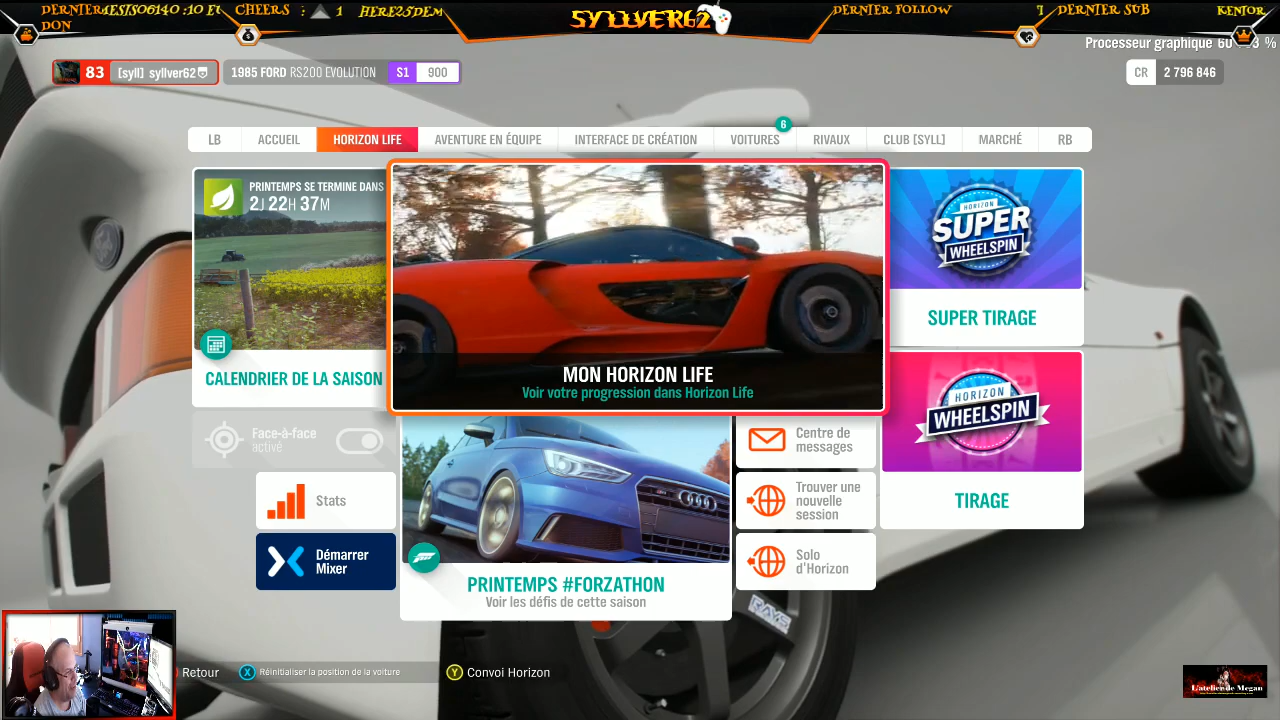 DERNIER
DON
CHEERS
:
1
HERE25DEM
SYLLVER62
DERNIER FOLLOW
DERNIER SUB
KENJOR
Processeur graphique
%
83
[syll] syllver62
1985 FORD RS200 EVOLUTION
S1
900
CR
2 796 846
6
LB
ACCUEIL
HORIZON LIFE
AVENTURE EN ÉQUIPE
INTERFACE DE CRÉATION
VOITURES
RIVAUX
CLUB [SYLL]
MARCHÉ
RB
PRINTEMPS SE TERMINE DANS
2J 22H 37M
CALENDRIER DE LA SAISON
MON HORIZON LIFE
Voir votre progression dans Horizon Life
HORIZON
SUPER
WHEELSPIN
SUPER TIRAGE
HORIZON
WHEELSPIN
TIRAGE
Face-à-face
activé
Stats
Démarrer
Mixer
PRINTEMPS #FORZATHON
Voir les défis de cette saison
Centre de
messages
Trouver une
nouvelle
session
Solo
d'Horizon
RAYS
Retour
X
Réinitialiser la position de la voiture
Y
Convoi Horizon
L'atelier de Megan